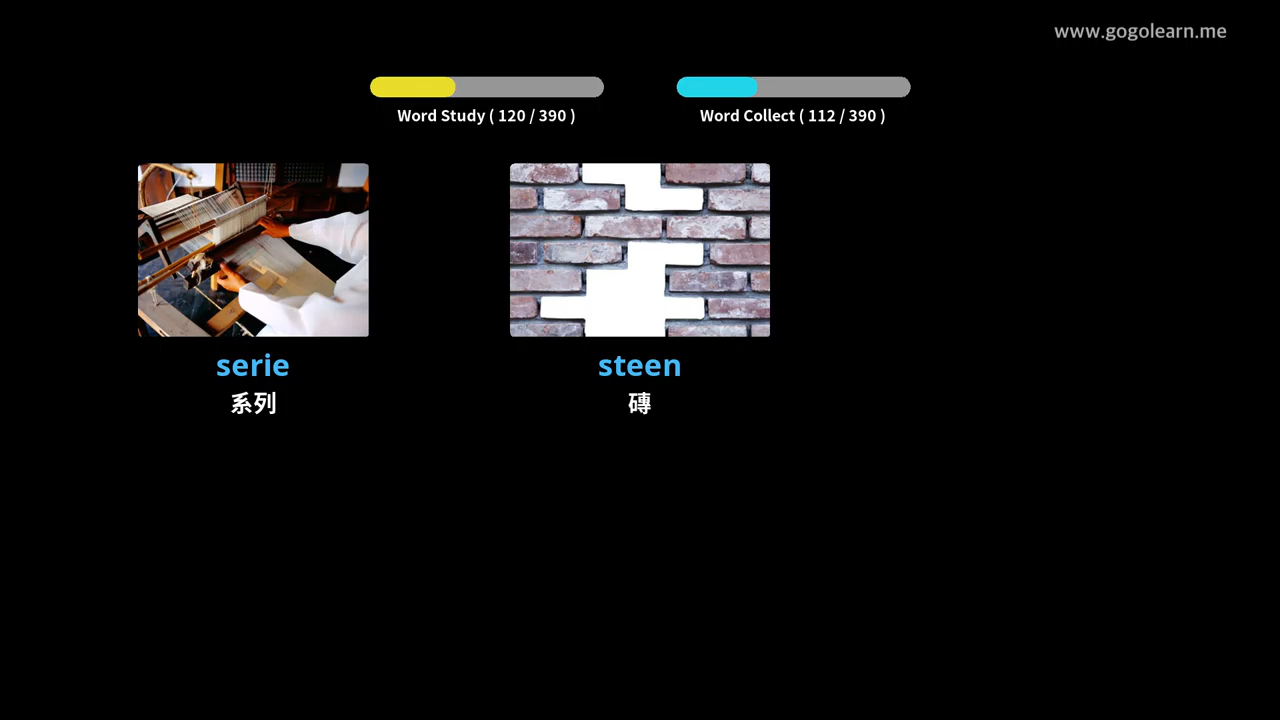 www.gogolearn.me
Word Study ( 120 / 390 )
Word Collect ( 112 / 390 )
serie
系列
steen
磚